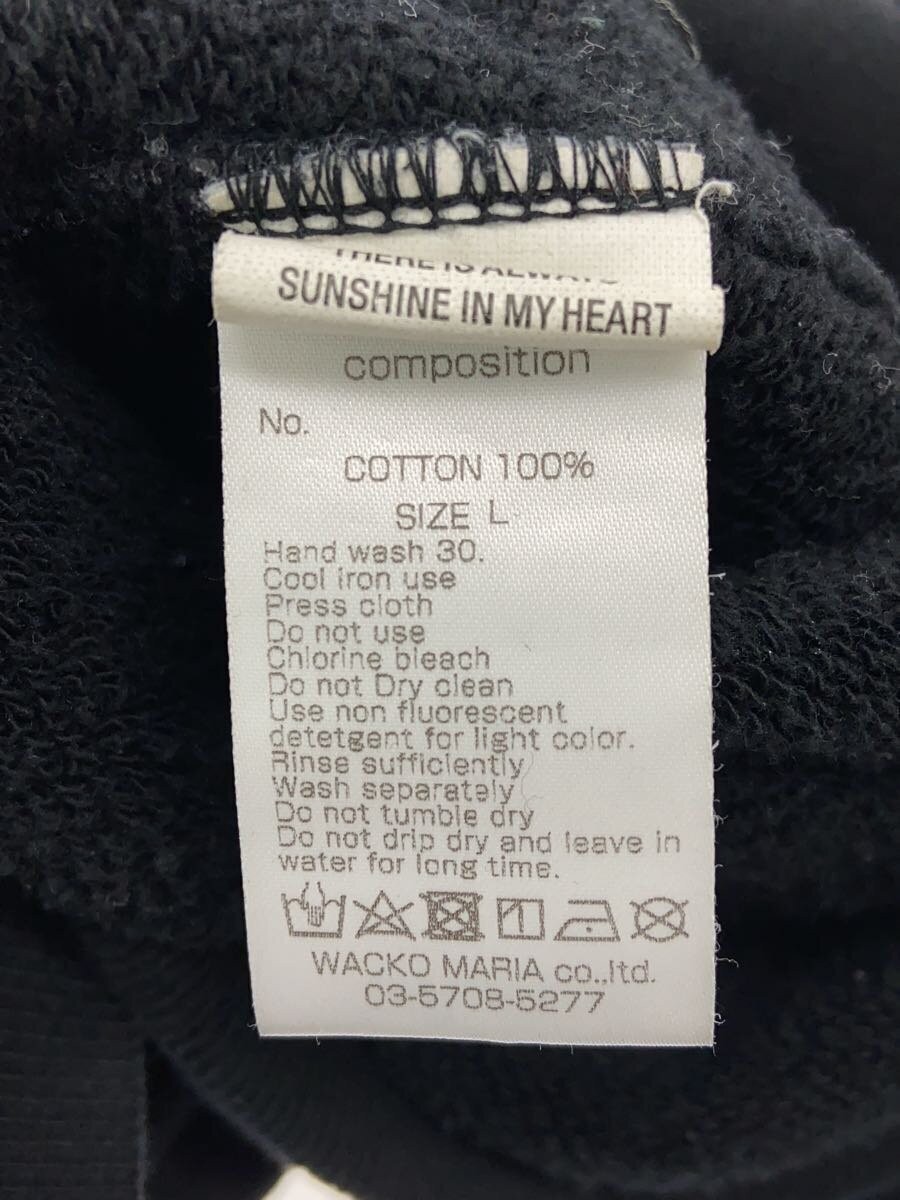 THERE IS ALWAYS
SUNSHINE IN MY HEART
composition
No.
COTTON 100%
SIZE L
Hand wash 30.
Cool iron use
Press cloth
Do not use
Chlorine bleach
Do not Dry clean
Use non fluorescent
detetgent for light color.
Rinse sufficiently
Wash separately
Do not tumble dry
Do not drip dry and leave in
water for long time.
WACKO MARIA co.,ltd.
03-5708-5277